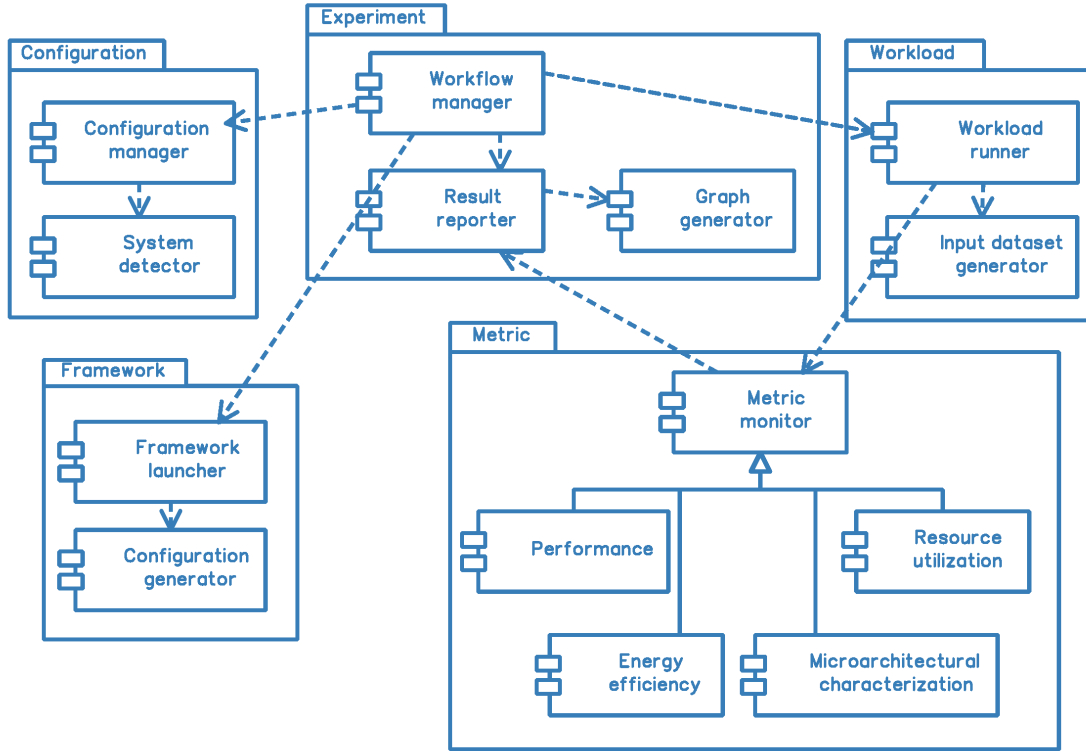 Experiment
Workflow
manager
Result
reporter
Graph
generator
Configuration
Configuration
manager
System
detector
Workload
Workload
runner
Input dataset
generator
Framework
Framework
launcher
Configuration
generator
Metric
Metric
monitor
Performance
Resource
utilization
Energy
efficiency
Microarchitectural
characterization